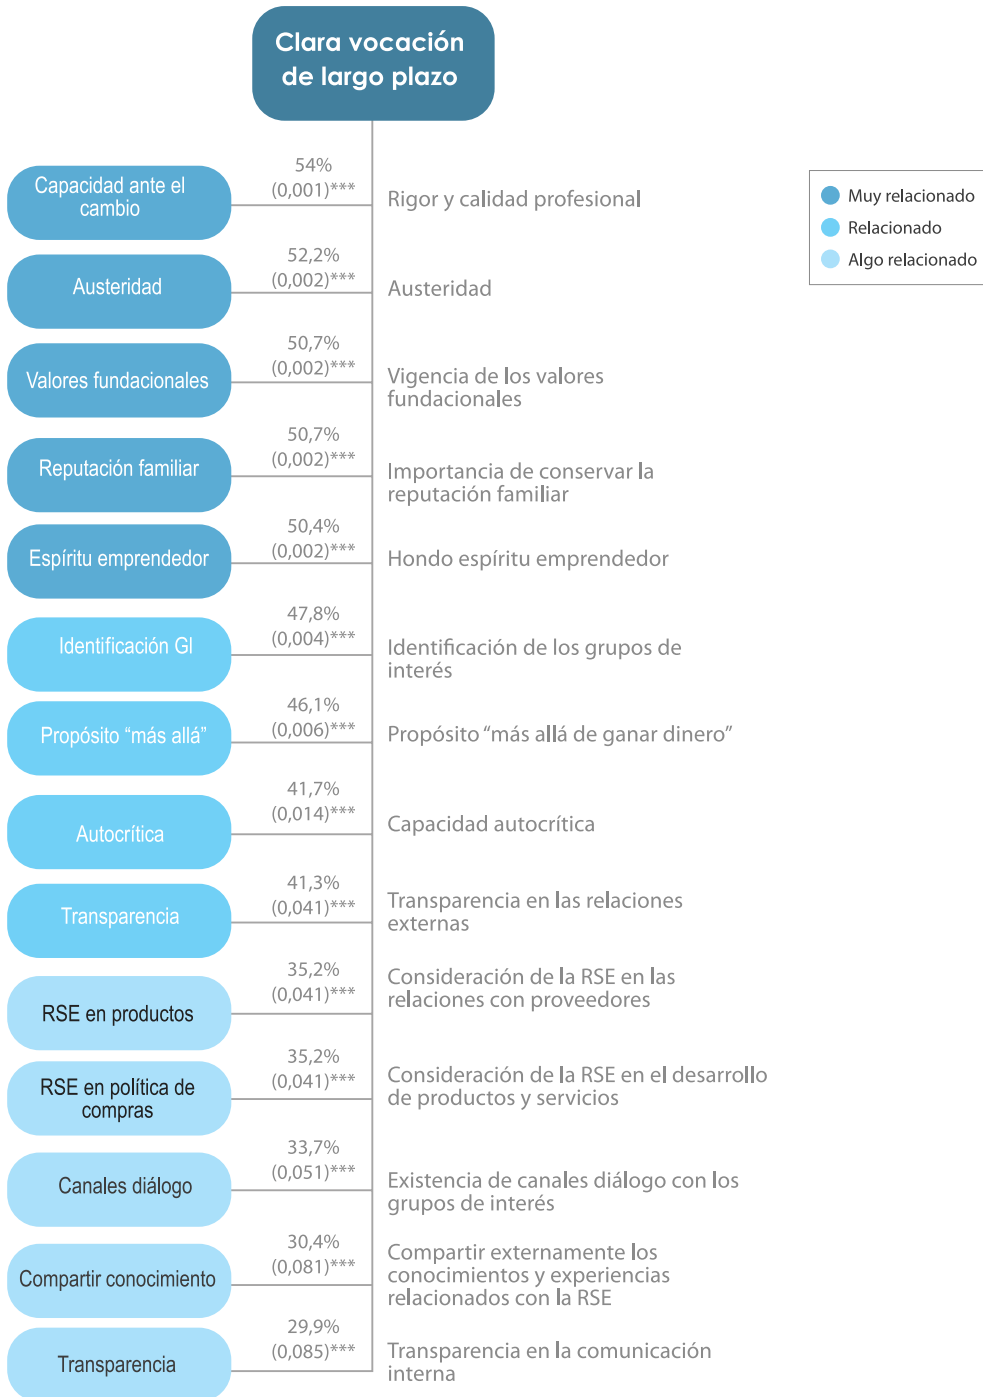 Clara vocación
de largo plazo
Capacidad ante el
cambio
54%
(0,001)***
Rigor y calidad profesional
Muy relacionado
Relacionado
Algo relacionado
Austeridad
52,2%
(0,002)***
Austeridad
Valores fundacionales
50,7%
(0,002)***
Vigencia de los valores
fundacionales
Reputación familiar
50,7%
(0,002)***
Importancia de conservar la
reputación familiar
Espíritu emprendedor
50,4%
(0,002)***
Hondo espíritu emprendedor
Identificación GI
47,8%
(0,004)***
Identificación de los grupos de
interés
Propósito “más allá”
46,1%
(0,006)***
Propósito “más allá de ganar dinero”
Autocrítica
41,7%
(0,014)***
Capacidad autocrítica
Transparencia
41,3%
(0,041)***
Transparencia en las relaciones
externas
RSE en productos
35,2%
(0,041)***
Consideración de la RSE en las
relaciones con proveedores
RSE en política de
compras
35,2%
(0,041)***
Consideración de la RSE en el desarrollo
de productos y servicios
Canales diálogo
33,7%
(0,051)***
Existencia de canales diálogo con los
grupos de interés
Compartir conocimiento
30,4%
(0,081)***
Compartir externamente los
conocimientos y experiencias
relacionados con la RSE
Transparencia
29,9%
(0,085)***
Transparencia en la comunicación
interna